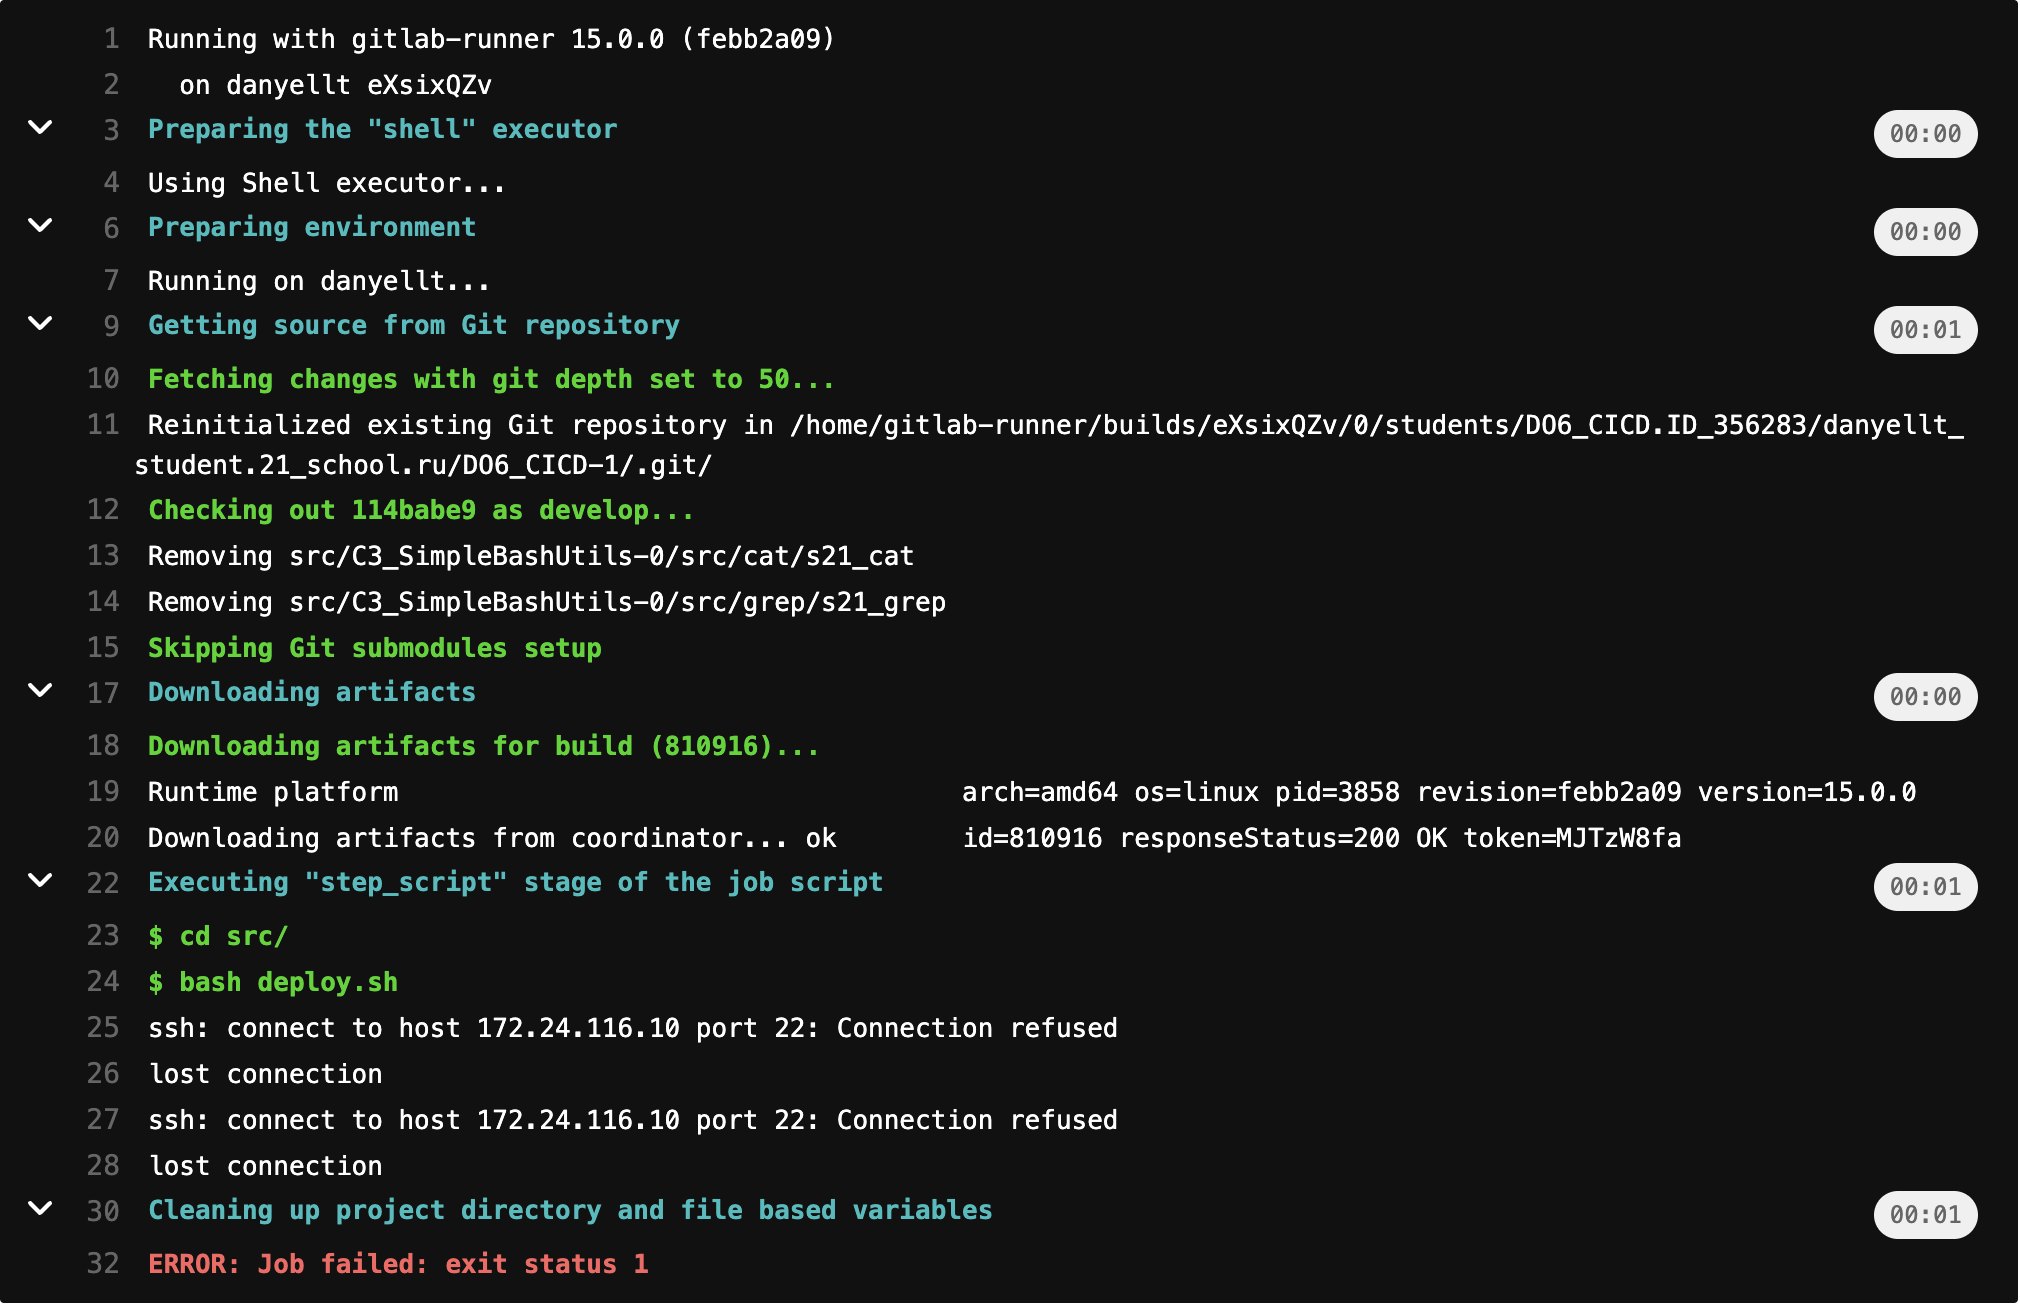 1 Running with gitlab-runner 15.0.0 (febb2a09)
2 on danyellt eXsixQZv
3 Preparing the "shell" executor 00:00
4 Using Shell executor...
6 Preparing environment 00:00
7 Running on danyellt...
9 Getting source from Git repository 00:01
10 Fetching changes with git depth set to 50...
11 Reinitialized existing Git repository in /home/gitlab-runner/builds/eXsixQZv/0/students/DO6_CICD.ID_356283/danyellt_
student.21_school.ru/DO6_CICD-1/.git/
12 Checking out 114babe9 as develop...
13 Removing src/C3_SimpleBashUtils-0/src/cat/s21_cat
14 Removing src/C3_SimpleBashUtils-0/src/grep/s21_grep
15 Skipping Git submodules setup
17 Downloading artifacts 00:00
18 Downloading artifacts for build (810916)...
19 Runtime platform arch=amd64 os=linux pid=3858 revision=febb2a09 version=15.0.0
20 Downloading artifacts from coordinator... ok id=810916 responseStatus=200 OK token=MJTzW8fa
22 Executing "step_script" stage of the job script 00:01
23 $ cd src/
24 $ bash deploy.sh
25 ssh: connect to host 172.24.116.10 port 22: Connection refused
26 lost connection
27 ssh: connect to host 172.24.116.10 port 22: Connection refused
28 lost connection
30 Cleaning up project directory and file based variables 00:01
32 ERROR: Job failed: exit status 1